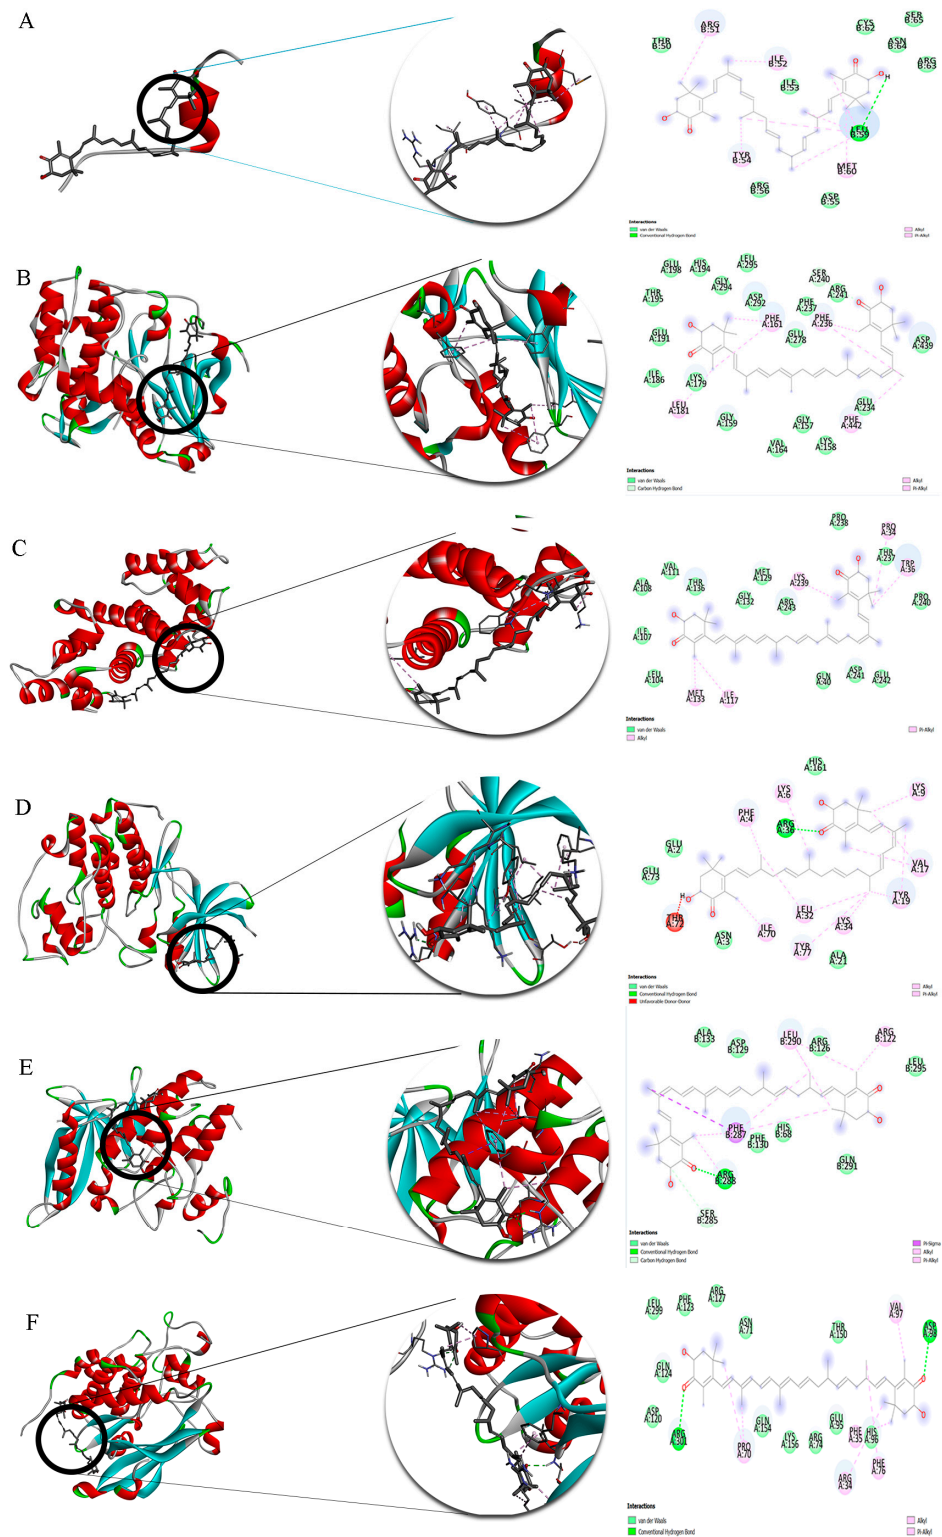 A
THR
B:50
ARG
B:51
ILE
B:52
ILE
B:53
CYS
B:62
SER
B:65
ASN
B:64
ARG
B:63
O
O
O
O
H
LEU
B:59
TYR
B:54
MET
B:60
ARG
B:56
ASP
B:55
Interactions
van der Waals
Conventional Hydrogen Bond
Alkyl
Pi-Alkyl
B
GLU
A:198
HIS
A:194
LEU
A:295
GLY
A:294
THR
A:195
ASP
A:292
SER
A:240
ARG
A:241
PHE
A:237
PHE
A:161
PHE
A:236
GLU
A:191
GLU
A:278
ASP
A:439
O
O
O
O
ILE
A:186
LYS
A:179
LEU
A:181
GLY
A:159
GLU
A:234
PHE
A:442
GLY
A:157
VAL
A:164
LYS
A:158
Interactions
van der Waals
Carbon Hydrogen Bond
Alkyl
Pi-Alkyl
C
PRO
A:238
PRO
A:34
THR
A:237
TRP
A:36
VAL
A:111
ALA
A:108
THR
A:136
MET
A:129
LYS
A:239
GLY
A:132
ARG
A:243
PRO
A:240
O
O
O
O
ILE
A:107
LEU
A:104
MET
A:133
ILE
A:117
GLN
A:40
ASP
A:241
GLU
A:242
Interactions
van der Waals
Alkyl
Pi-Alkyl
D
HIS
A:161
LYS
A:6
LYS
A:9
PHE
A:4
ARG
A:36
GLU
A:2
GLU
A:73
VAL
A:17
TYR
A:19
O
O
O
O
H
THR
A:72
LEU
A:32
LYS
A:34
ASN
A:3
ILE
A:70
TYR
A:77
ALA
A:21
Interactions
van der Waals
Conventional Hydrogen Bond
Unfavorable Donor-Donor
Alkyl
Pi-Alkyl
E
ALA
B:133
ASP
B:129
LEU
B:290
ARG
B:126
ARG
B:122
LEU
B:295
O
O
O
O
PHE
B:287
PHE
B:130
HIS
B:68
GLN
B:291
ARG
B:288
SER
B:285
Interactions
van der Waals
Conventional Hydrogen Bond
Carbon Hydrogen Bond
Pi-Sigma
Alkyl
Pi-Alkyl
F
LEU
A:299
PHE
A:123
ARG
A:127
ASN
A:71
THR
A:150
VAL
A:97
ASP
A:98
GLN
A:124
O
O
O
O
ASP
A:120
ARG
A:301
PRO
A:70
GLN
A:154
LYS
A:156
ARG
A:74
GLU
A:95
PHE
A:35
HIS
A:96
ARG
A:34
PHE
A:76
Interactions
van der Waals
Conventional Hydrogen Bond
Alkyl
Pi-Alkyl